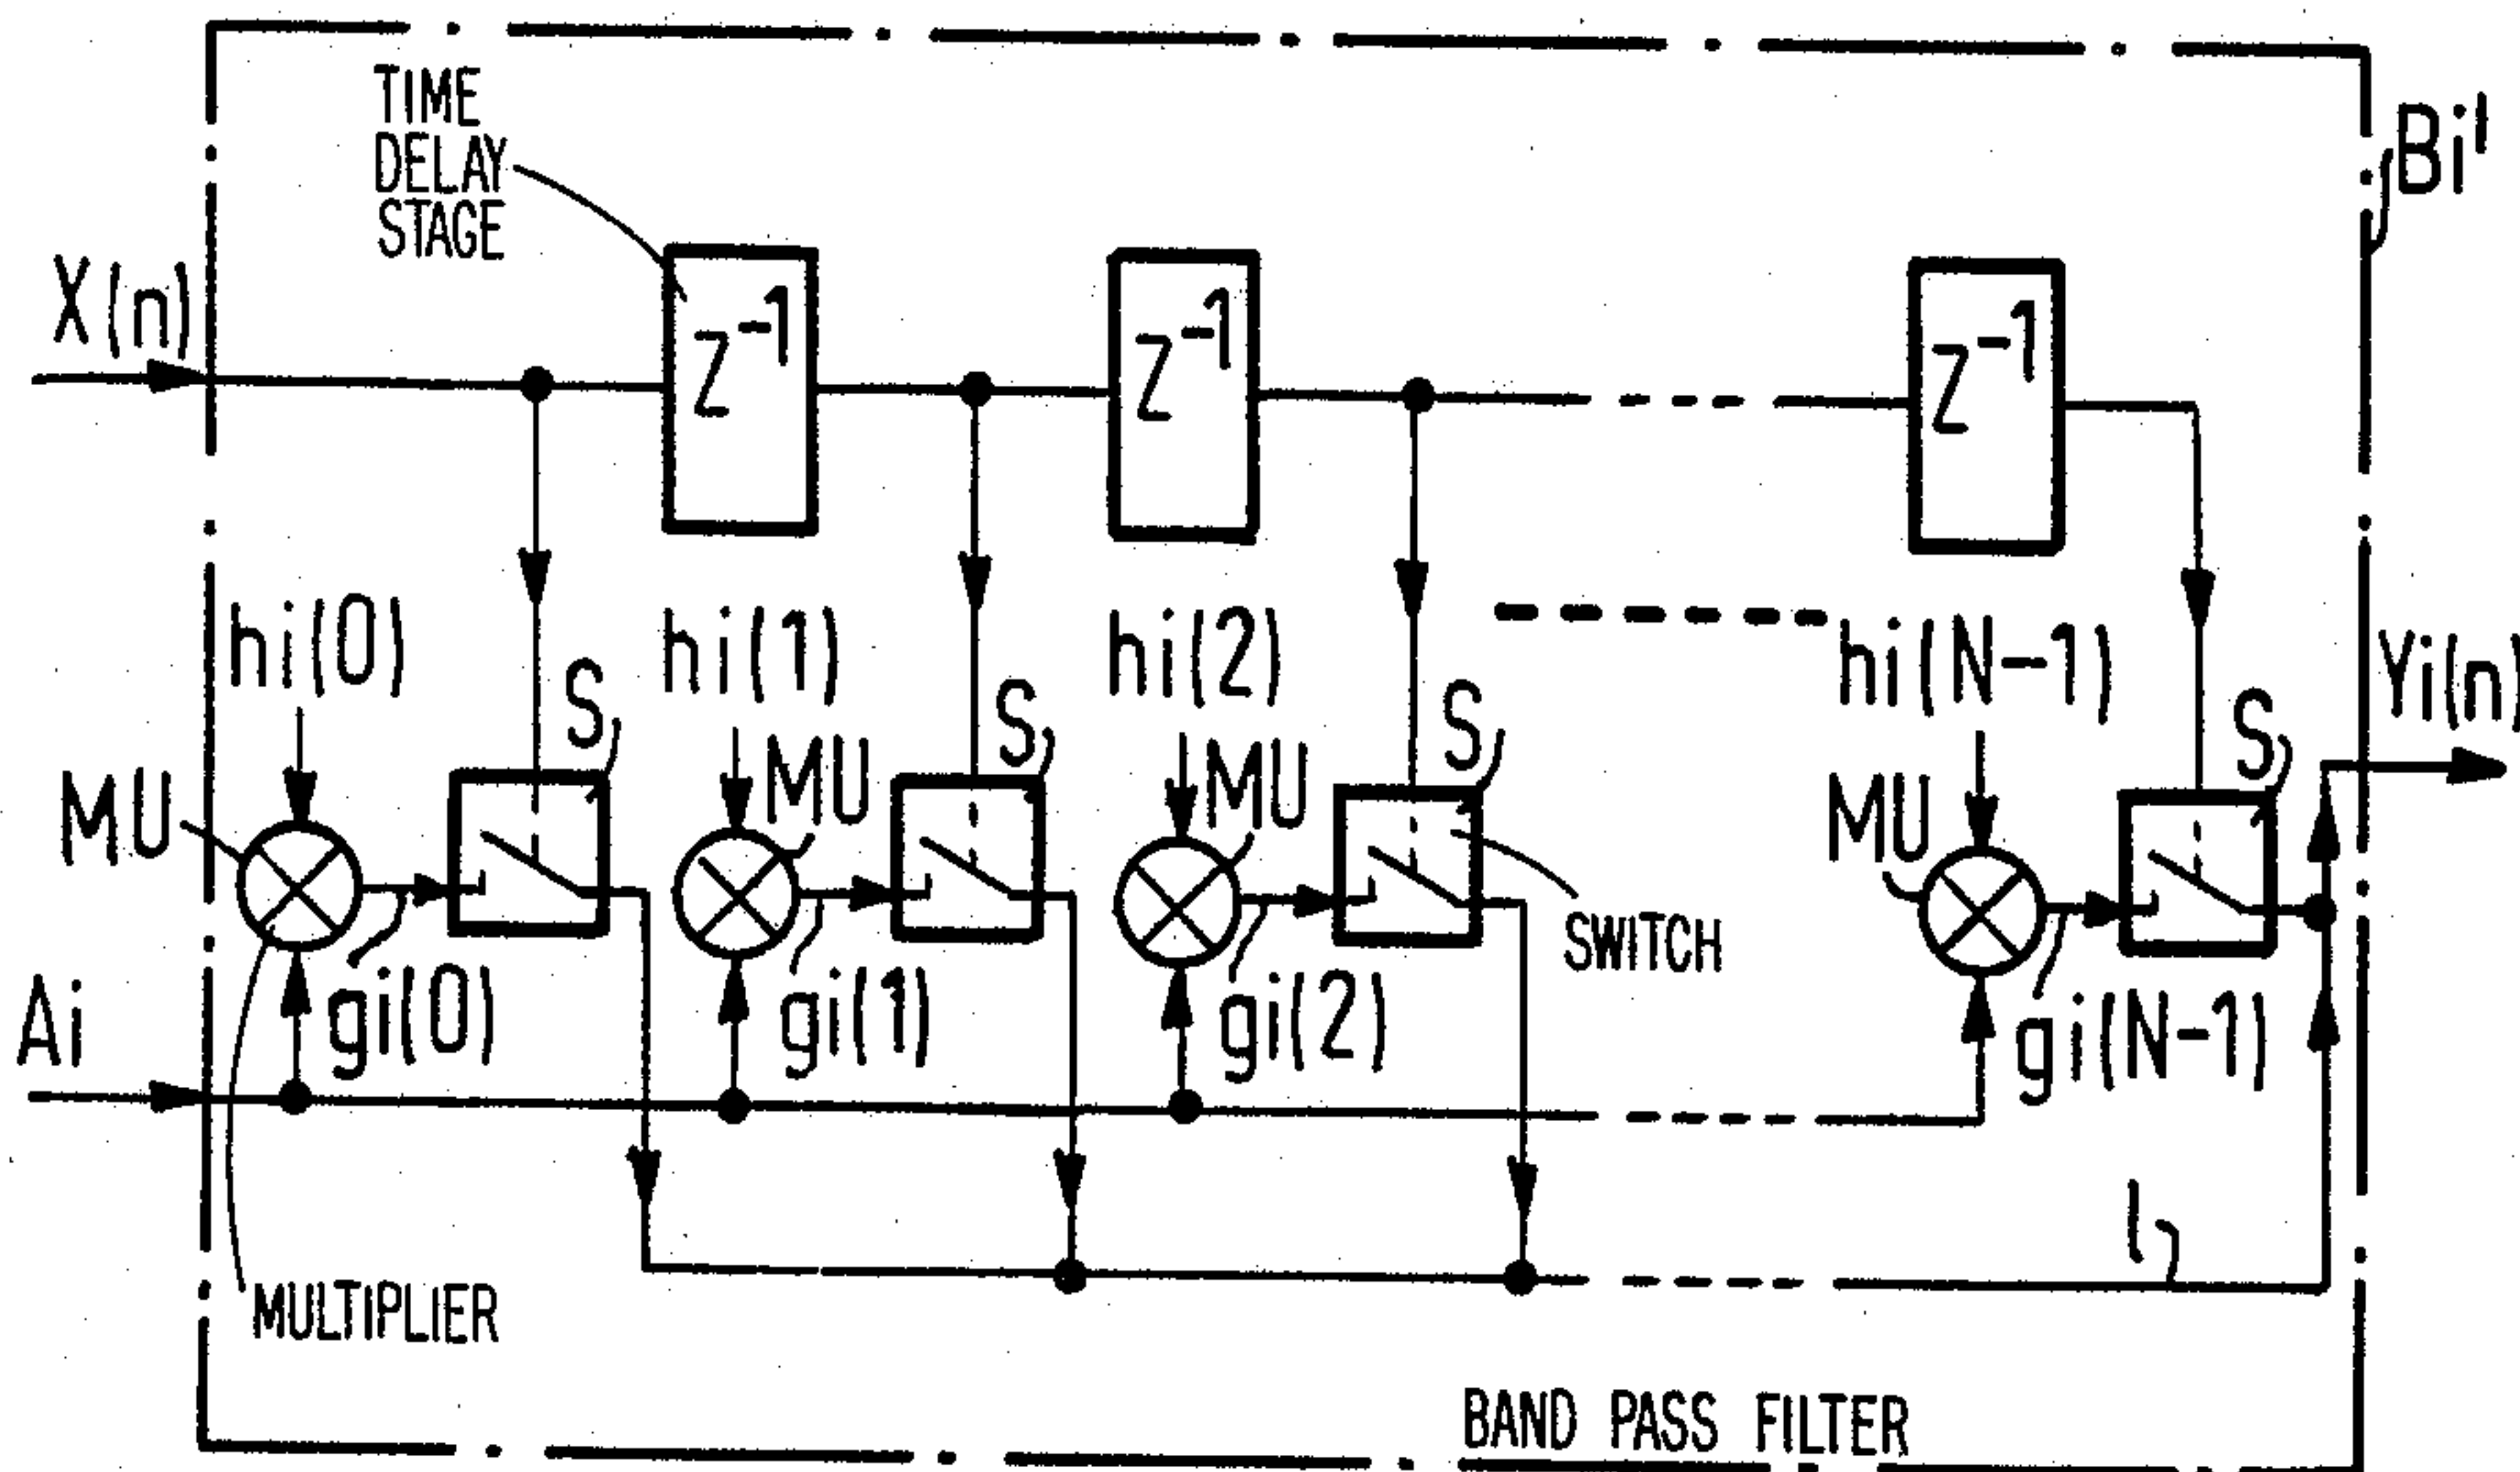 TIME
DELAY
STAGE
Bi'
X(n)
Z-1
Z-1
Z-1
hi(0)
hi(1)
hi(2)
hi(N-1)
Yi(n)
S
S
S
S
MU
MU
MU
MU
SWITCH
Ai
gi(0)
gi(1)
gi(2)
gi(N-1)
MULTIPLIER
BAND PASS FILTER